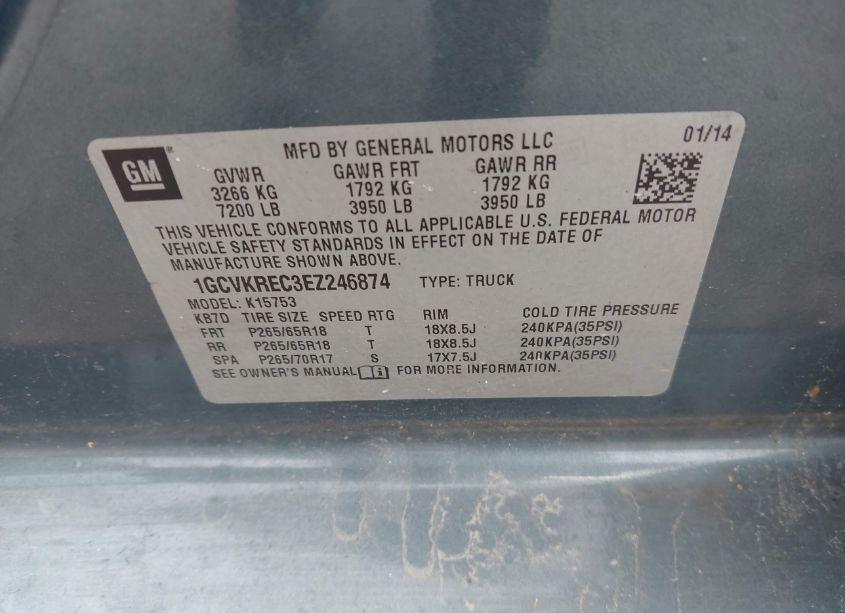 GM®
MFD BY GENERAL MOTORS LLC
01/14
GVWR GAWR FRT GAWR RR
3266 KG 1792 KG 1792 KG
7200 LB 3950 LB 3950 LB
THIS VEHICLE CONFORMS TO ALL APPLICABLE U.S. FEDERAL MOTOR
VEHICLE SAFETY STANDARDS IN EFFECT ON THE DATE OF
MANUFACTURE SHOWN ABOVE.
1GCVKREC3EZ246874 TYPE: TRUCK
MODEL: K15753
KB7D TIRE SIZE SPEED RTG RIM COLD TIRE PRESSURE
FRT P265/65R18 T 18X8.5J 240KPA(35PSI)
RR P265/65R18 T 18X8.5J 240KPA(35PSI)
SPA P265/70R17 S 17X7.5J 240KPA(35PSI)
SEE OWNER'S MANUAL i FOR MORE INFORMATION.